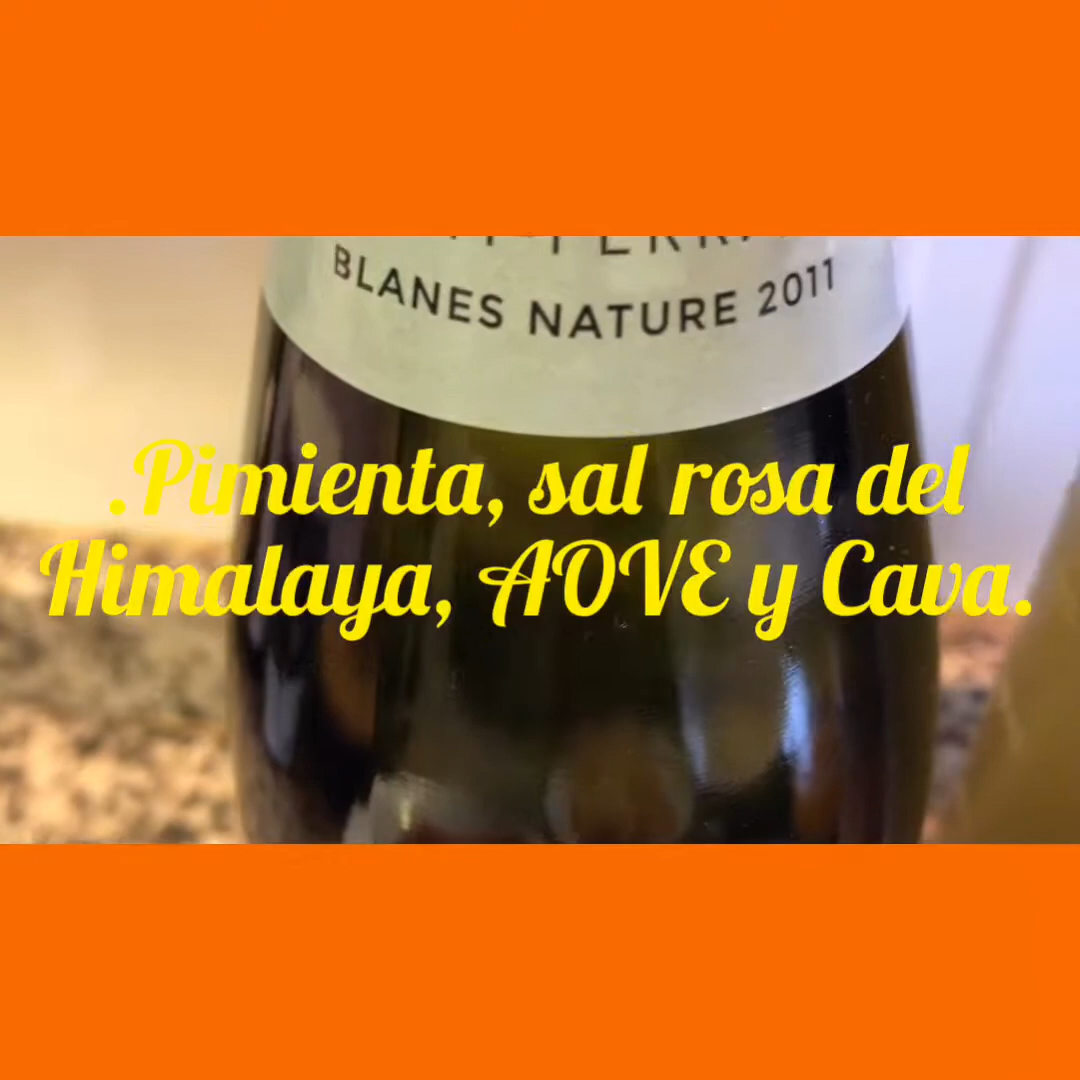 BLANES NATURE 2011
.Pimienta, sal rosa del
Himalaya, AOVE y Cava.